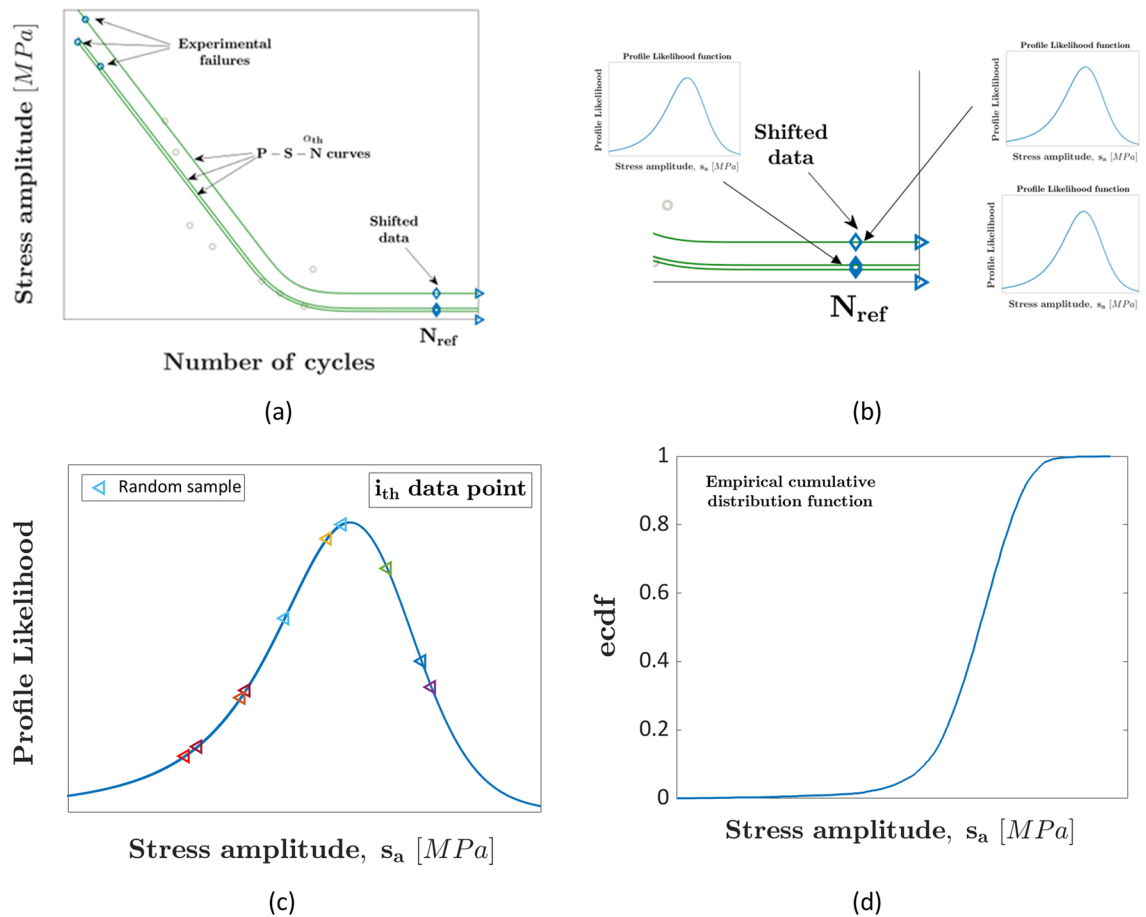 Stress amplitude [MPa]
Experimental
failures
α_th
P – S – N curves
Shifted
data
N_ref
Number of cycles
(a)
Profile Likelihood function
Profile Likelihood
Stress amplitude, s_a [MPa]
Shifted
data
N_ref
Profile Likelihood function
Profile Likelihood
Stress amplitude, s_a [MPa]
Profile Likelihood function
Profile Likelihood
Stress amplitude, s_a [MPa]
(b)
Random sample
i_th data point
Profile Likelihood
Stress amplitude, s_a [MPa]
(c)
1
0.8
0.6
0.4
0.2
0
Empirical cumulative
distribution function
ecdf
Stress amplitude, s_a [MPa]
(d)